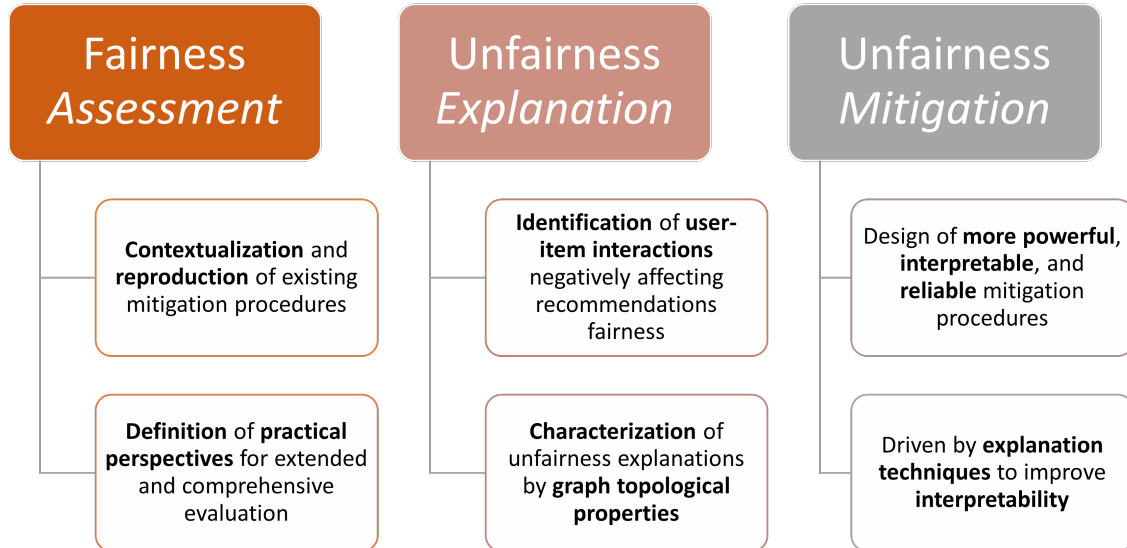 Fairness
Assessment
Contextualization and
reproduction of existing
mitigation procedures
Definition of practical
perspectives for extended
and comprehensive
evaluation
Unfairness
Explanation
Identification of user-
item interactions
negatively affecting
recommendations
fairness
Characterization of
unfairness explanations
by graph topological
properties
Unfairness
Mitigation
Design of more powerful,
interpretable, and
reliable mitigation
procedures
Driven by explanation
techniques to improve
interpretability